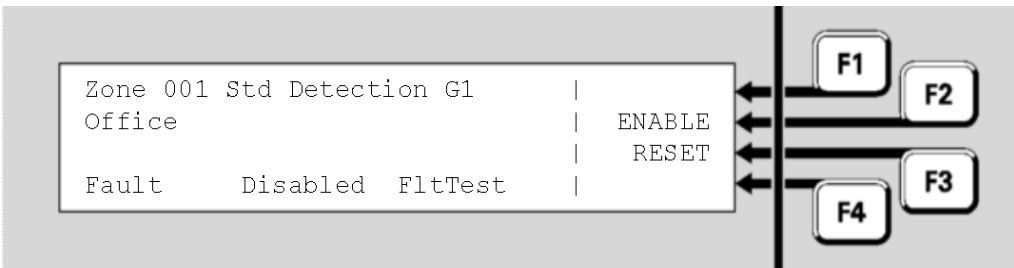 Zone 001 Std Detection G1 |
Office | ENABLE
| RESET
Fault Disabled FltTest |
F1
F2
F3
F4